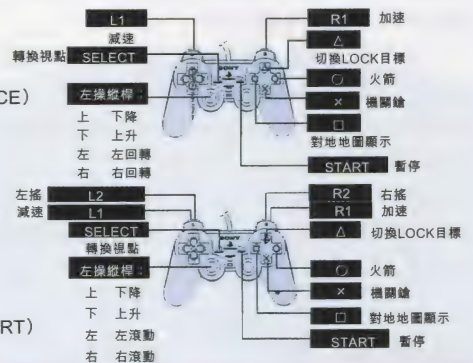 L1
減速
轉換視點 SELECT
左操縱桿
上 下降
下 上升
左 左回轉
右 右回轉
CE)
SONY
R1 加速
△
切換LOCK目標
○ 火箭
× 機關鎗
□
對地地圖顯示
START 暫停
左搖 L2
減速 L1
SELECT
轉換視點
左操縱桿
上 下降
下 上升
左 左滾動
右 右滾動
RT)
R2 右搖
R1 加速
△ 切換LOCK目標
○ 火箭
× 機關鎗
□ 對地地圖顯示
START 暫停